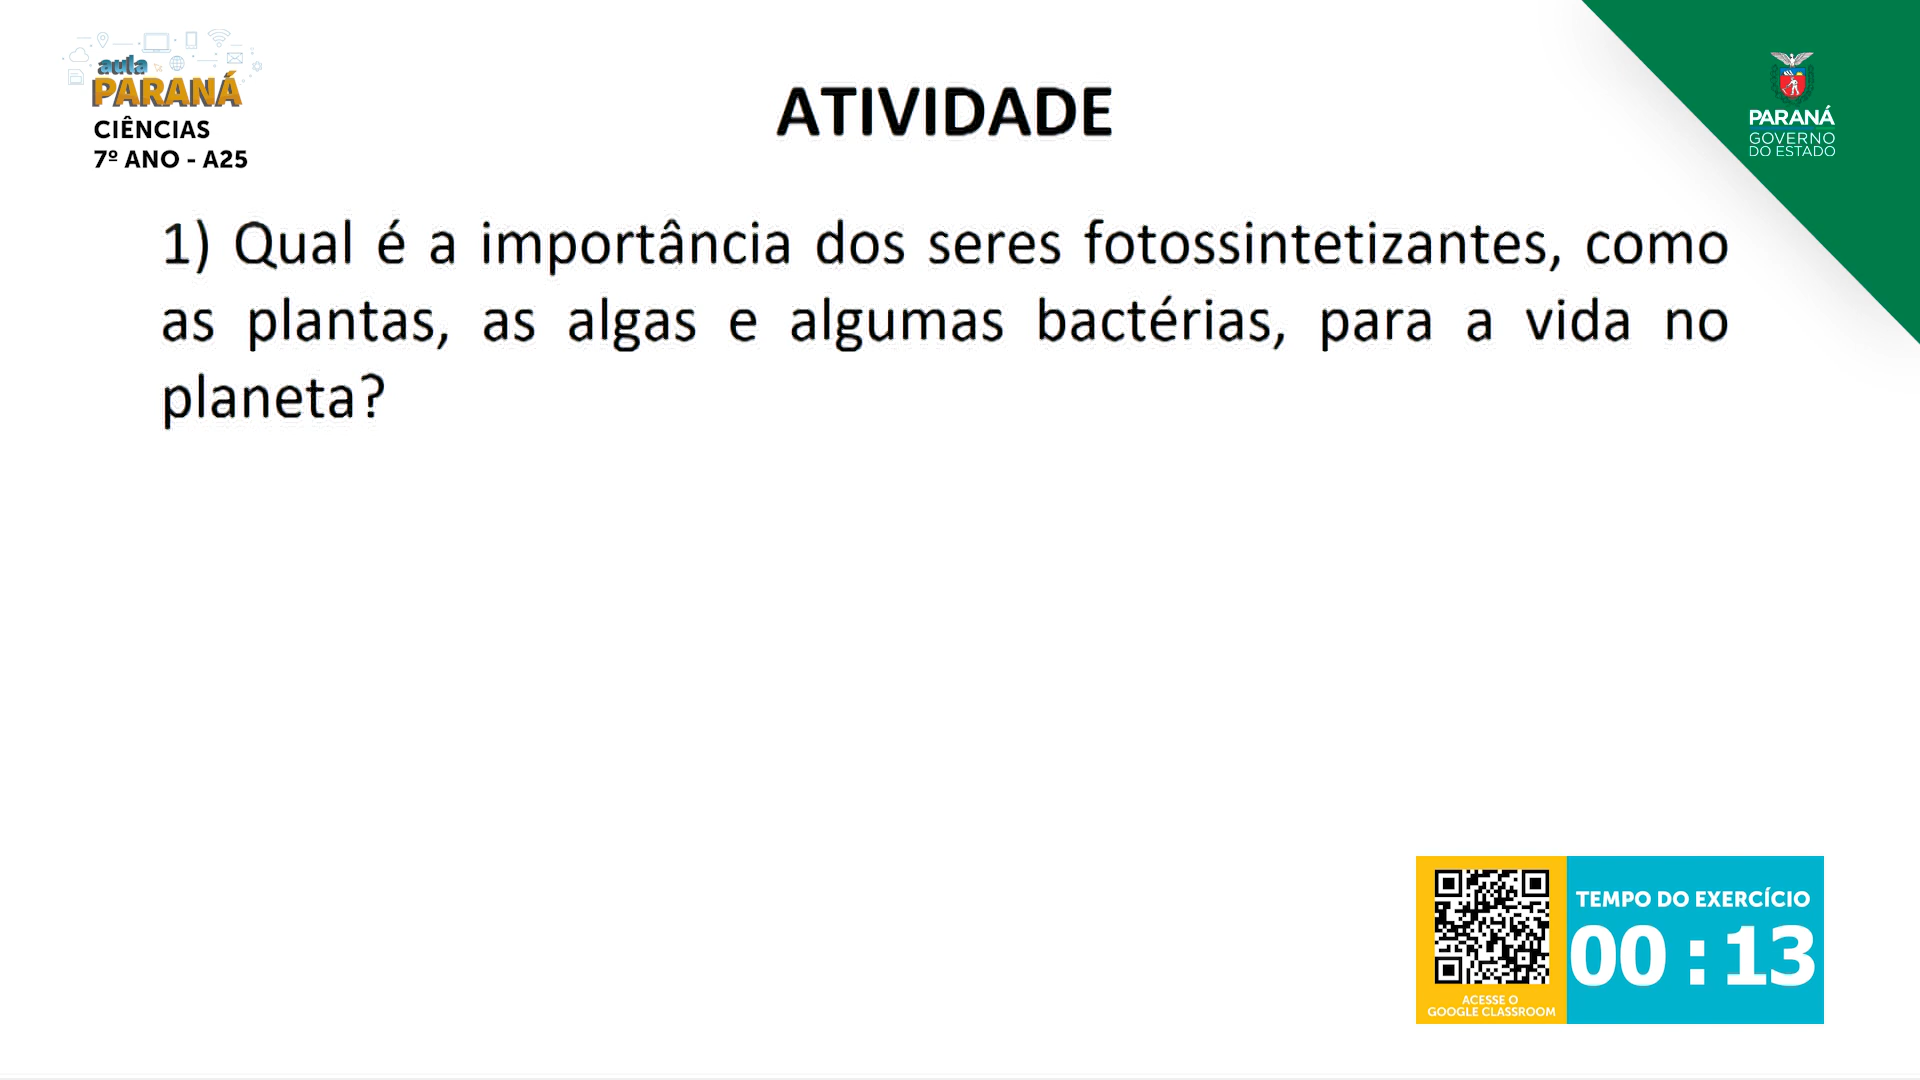 aula
PARANÁ
CIÊNCIAS
7º ANO - A25
ATIVIDADE
PARANÁ
GOVERNO
DO ESTADO
1) Qual é a importância dos seres fotossintetizantes, como
as plantas, as algas e algumas bactérias, para a vida no
planeta?
TEMPO DO EXERCÍCIO
00 : 13
ACESSE O
GOOGLE CLASSROOM